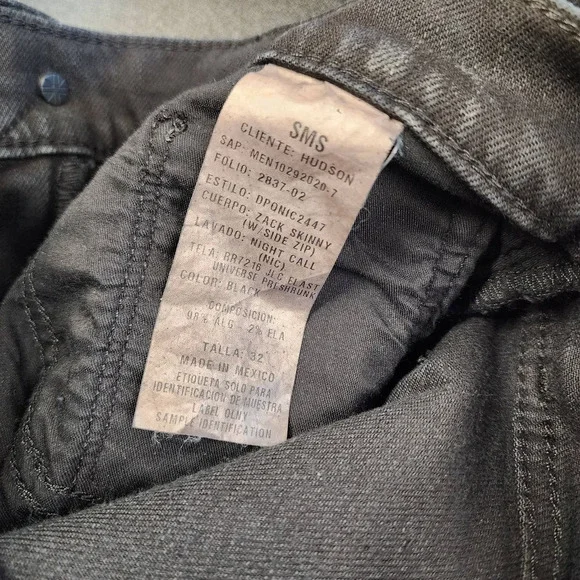 SMS
CLIENTE: HUDSON
SAP: MEN10292020-7
FOLIO: 2837-02
ESTILO: DPONIC2447
CUERPO: ZACK SKINNY
(W/SIDE ZIP)
LAVADO: NIGHT CALL
(NIC)
TELA: RR7216 JLC ELAST
UNIVERSE PRESHRUNK
COLOR: BLACK
COMPOSICION:
98% ALG 2% ELA
TALLA: 32
MADE IN MEXICO
ETIQUETA SOLO PARA
IDENTIFICACION DE MUESTRA
LABEL OLNY
SAMPLE IDENTIFICATION